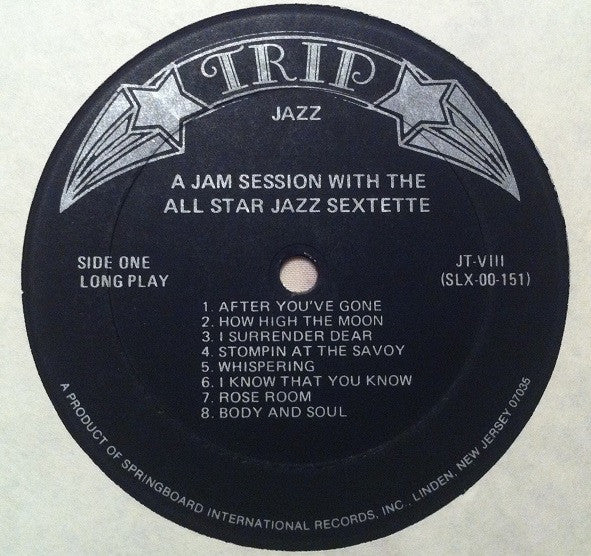 TRIP
JAZZ
A JAM SESSION WITH THE
ALL STAR JAZZ SEXTETTE
SIDE ONE
LONG PLAY
JT-VIII
(SLX-00-151)
1. AFTER YOU'VE GONE
2. HOW HIGH THE MOON
3. I SURRENDER DEAR
4. STOMPIN AT THE SAVOY
5. WHISPERING
6. I KNOW THAT YOU KNOW
7. ROSE ROOM
8. BODY AND SOUL
A PRODUCT OF SPRINGBOARD INTERNATIONAL RECORDS, INC., LINDEN, NEW JERSEY 07035